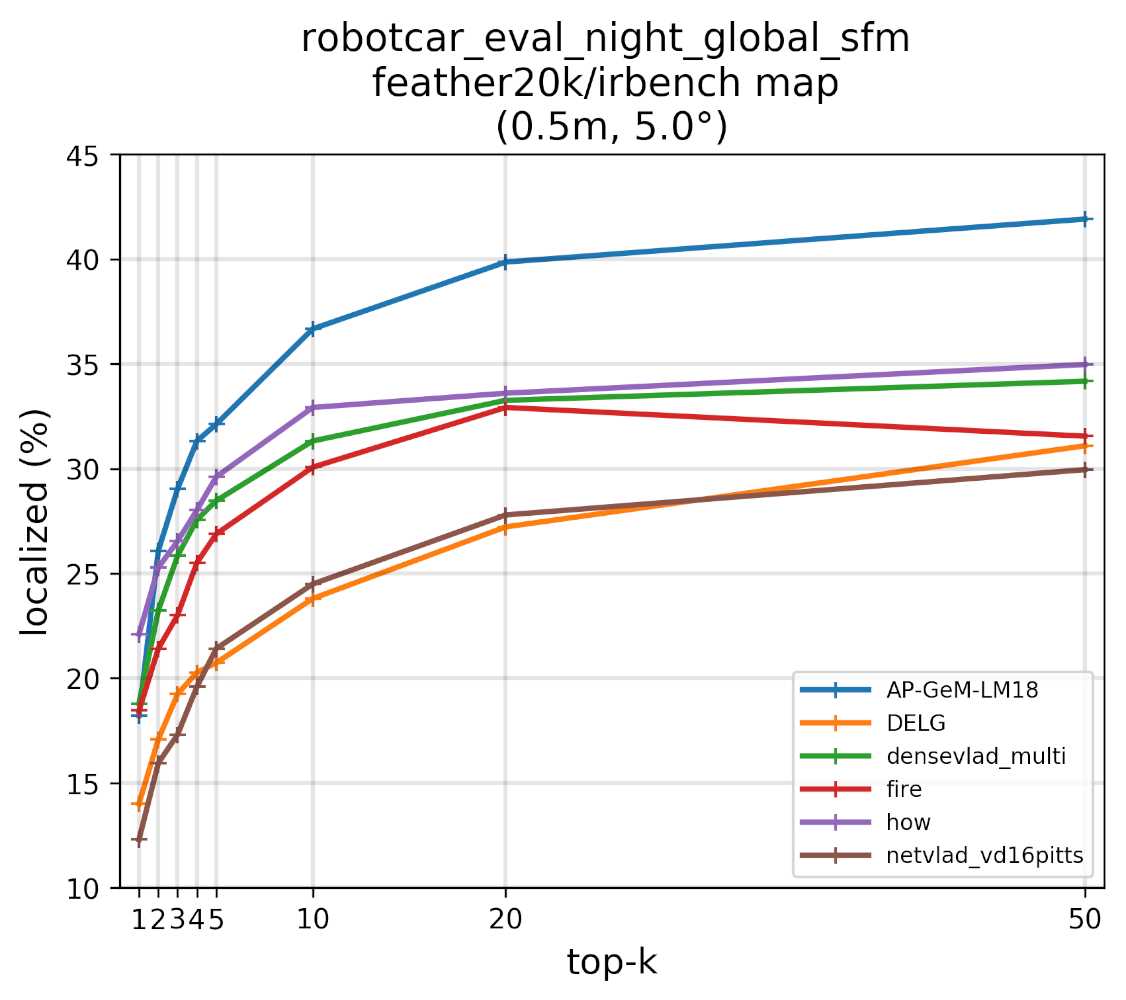 robotcar_eval_night_global_sfm
feather20k/irbench map
(0.5m, 5.0°)
45
40
35
30
25
20
15
10
localized (%)
AP-GeM-LM18
DELG
densevlad_multi
fire
how
netvlad_vd16pitts
1 2 3 4 5 10 20 50
top-k